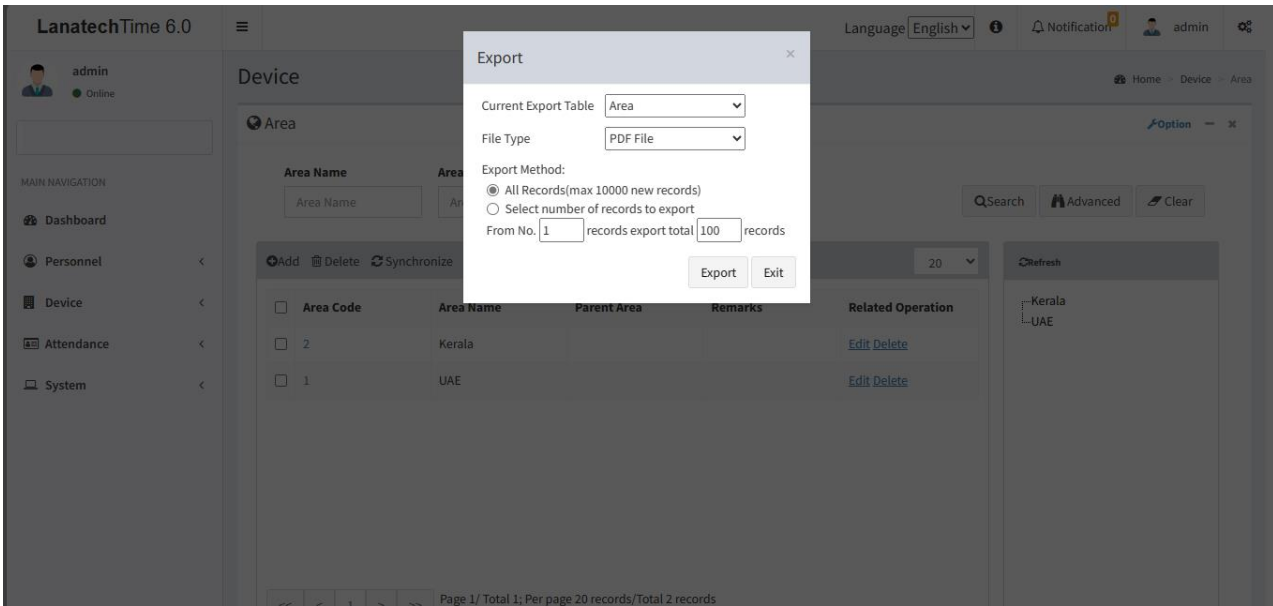 LanatechTime 6.0
Language English
Notification 0
admin
admin
Online
Device
Home > Device > Area
Area
Option
MAIN NAVIGATION
Dashboard
Personnel
Device
Attendance
System
Area Name
Area
Area Name
Search
Advanced
Clear
Export
×
Current Export Table Area
File Type PDF File
Export Method:
All Records(max 10000 new records)
Select number of records to export
From No. 1 records export total 100 records
Export Exit
Add Delete Synchronize
20
Refresh
Area Code Area Name Parent Area Remarks Related Operation
2 Kerala Edit Delete
1 UAE Edit Delete
Kerala
UAE
<< < 1 > >> Page 1/ Total 1; Per page 20 records/Total 2 records